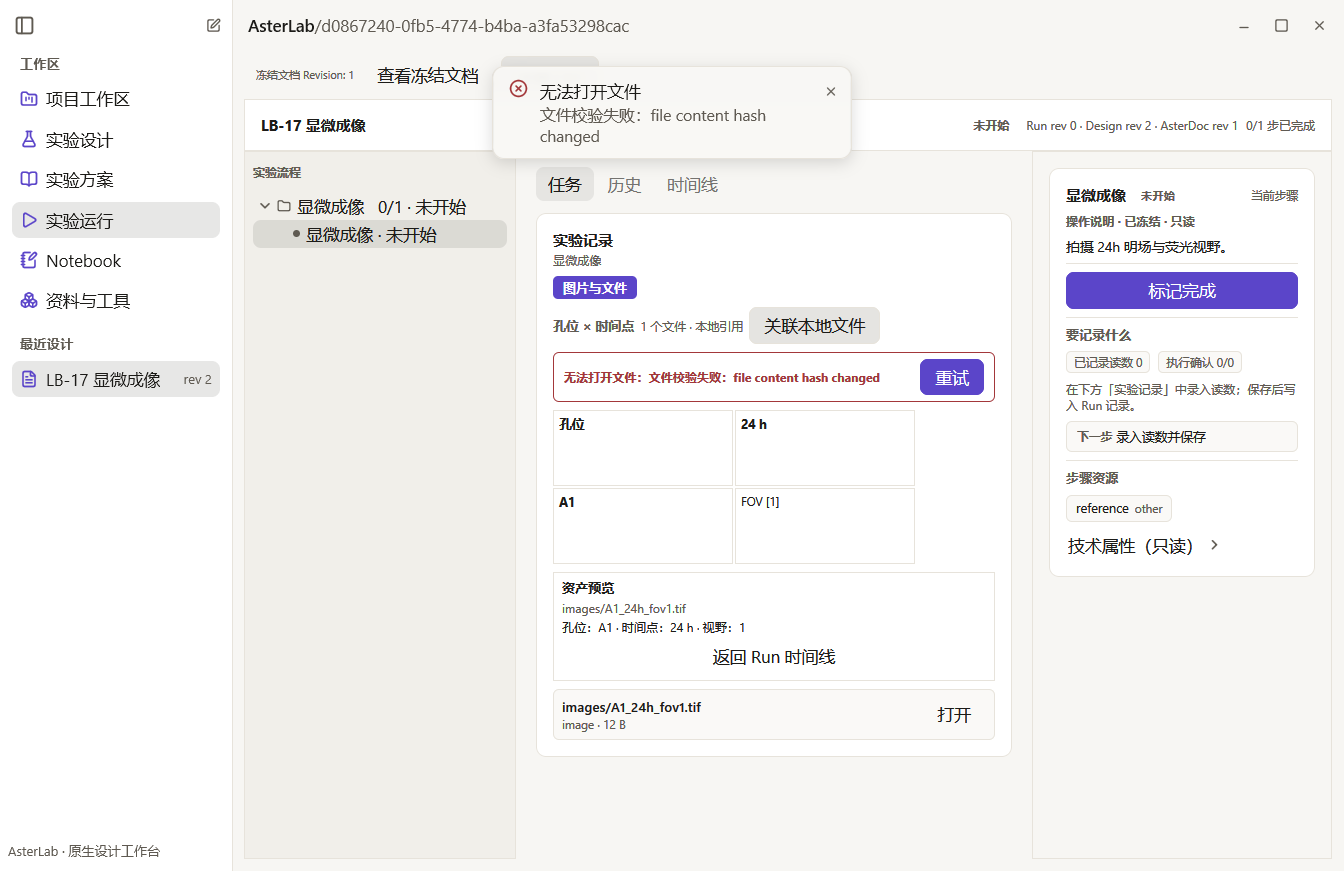 AsterLab/d0867240-0fb5-4774-b4ba-a3fa53298cac
工作区
项目工作区
实验设计
实验方案
实验运行
Notebook
资料与工具
最近设计
LB-17 显微成像 rev 2
AsterLab · 原生设计工作台
冻结文档 Revision: 1 查看冻结文档
无法打开文件
文件校验失败：file content hash
changed
LB-17 显微成像
未开始 Run rev 0 · Design rev 2 · AsterDoc rev 1 0/1 步已完成
实验流程
显微成像 0/1 · 未开始
显微成像 · 未开始
任务 历史 时间线
实验记录
显微成像
图片与文件
孔位 × 时间点 1 个文件 · 本地引用 关联本地文件
无法打开文件：文件校验失败：file content hash changed 重试
孔位 24 h
A1 FOV [1]
资产预览
images/A1_24h_fov1.tif
孔位：A1 · 时间点：24 h · 视野：1
返回 Run 时间线
images/A1_24h_fov1.tif
image · 12 B
打开
显微成像 未开始 当前步骤
操作说明 · 已冻结 · 只读
拍摄 24h 明场与荧光视野。
标记完成
要记录什么
已记录读数 0 执行确认 0/0
在下方「实验记录」中录入读数；保存后写
入 Run 记录。
下一步 录入读数并保存
步骤资源
reference other
技术属性（只读）